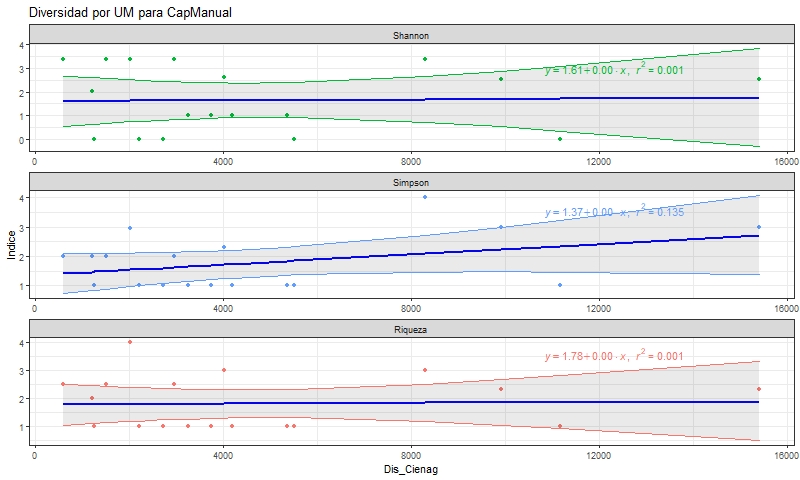 Diversidad por UM para CapManual
Shannon
4
3
2
1
0
y = 1.61+0.00 · x, r² = 0.001
0 4000 8000 12000 16000
Simpson
4
3
2
1
y = 1.37+0.00 · x, r² = 0.135
0 4000 8000 12000 16000
Indice
Riqueza
4
3
2
1
y = 1.78+0.00 · x, r² = 0.001
0 4000 8000 12000 16000
Dis_Cienag